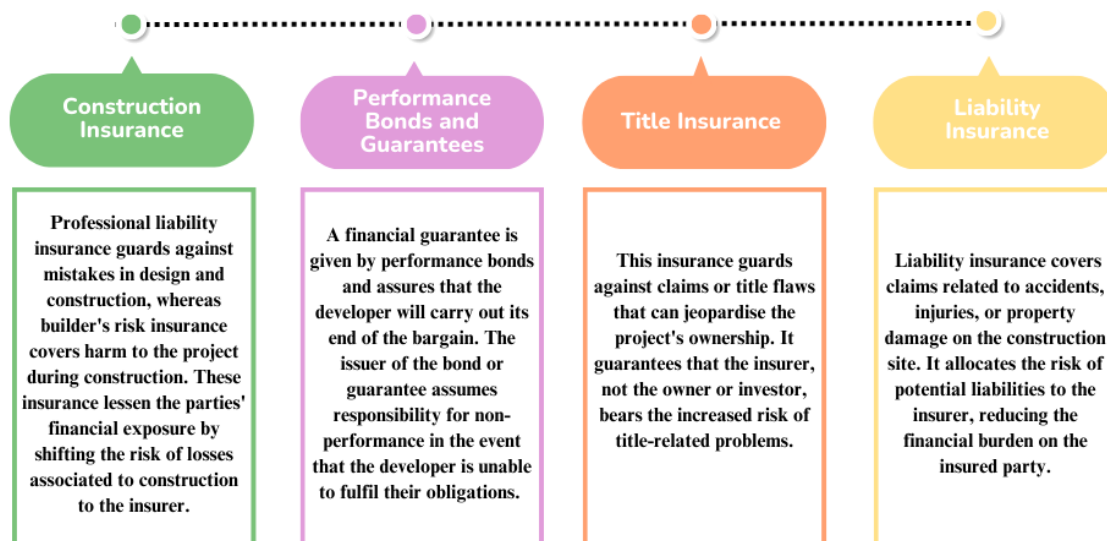 Construction
Insurance
Performance
Bonds and
Guarantees
Title Insurance
Liability
Insurance
Professional liability
insurance guards against
mistakes in design and
construction, whereas
builder's risk insurance
covers harm to the project
during construction. These
insurance lessen the parties'
financial exposure by
shifting the risk of losses
associated to construction
to the insurer.
A financial guarantee is
given by performance bonds
and assures that the
developer will carry out its
end of the bargain. The
issuer of the bond or
guarantee assumes
responsibility for non-
performance in the event
that the developer is unable
to fulfil their obligations.
This insurance guards
against claims or title flaws
that can jeopardise the
project's ownership. It
guarantees that the insurer,
not the owner or investor,
bears the increased risk of
title-related problems.
Liability insurance covers
claims related to accidents,
injuries, or property
damage on the construction
site. It allocates the risk of
potential liabilities to the
insurer, reducing the
financial burden on the
insured party.